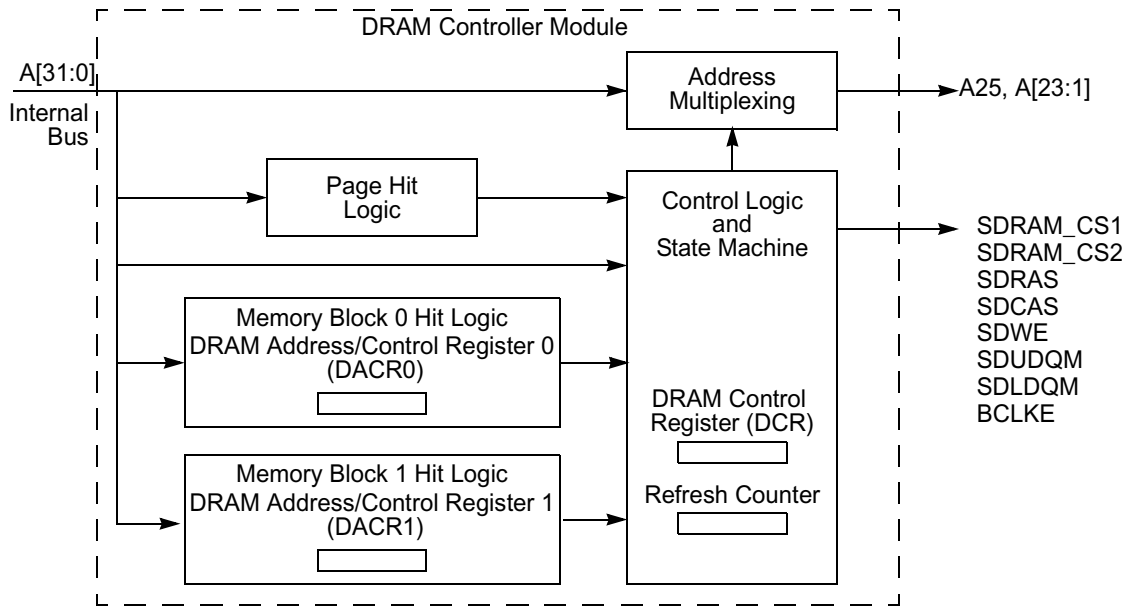 DRAM Controller Module
A[31:0]
Internal
Bus
Address
Multiplexing
A25, A[23:1]
Page Hit
Logic
Control Logic
and
State Machine
SDRAM_CS1
SDRAM_CS2
SDRAS
SDCAS
SDWE
SDUDQM
SDLDQM
BCLKE
Memory Block 0 Hit Logic
DRAM Address/Control Register 0
(DACR0)
DRAM Control
Register (DCR)
Memory Block 1 Hit Logic
DRAM Address/Control Register 1
(DACR1)
Refresh Counter